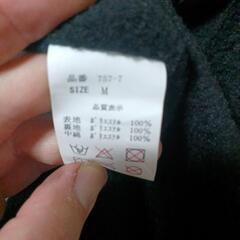 品番 757-7
SIZE M
品質表示
表地 ポリエステル 100%
裏地 ポリエステル 100%
中綿 ポリエステル 100%